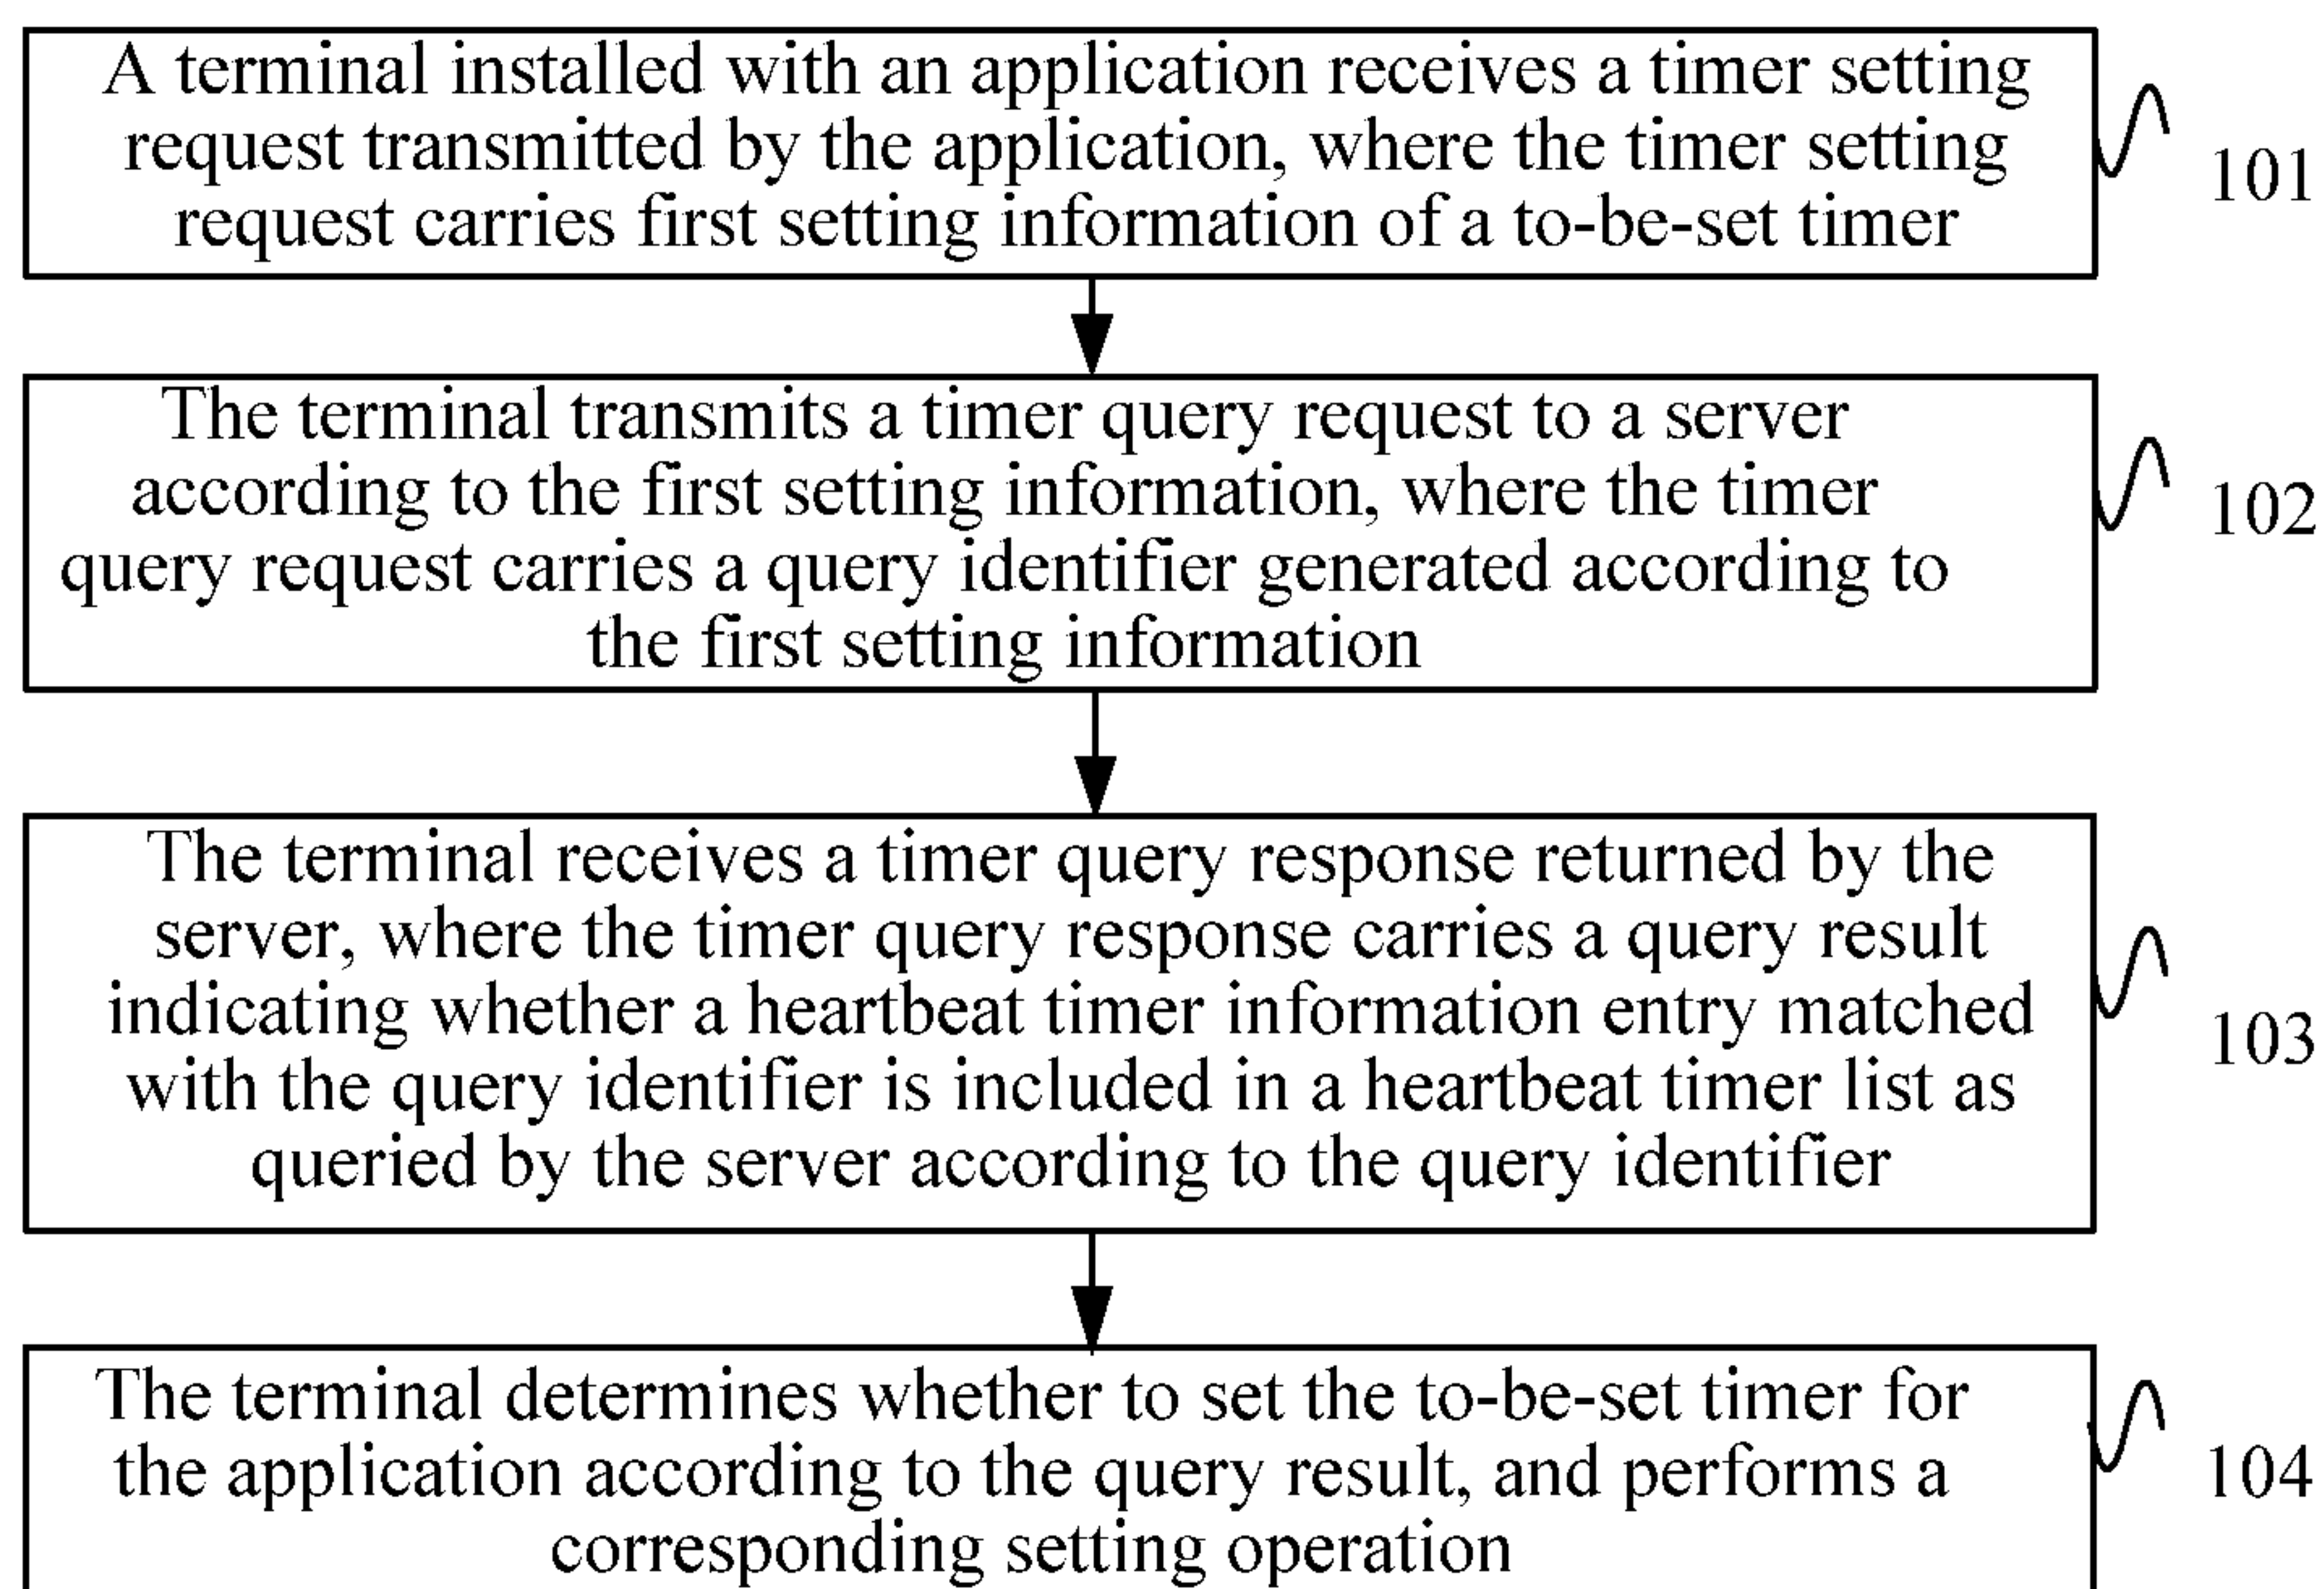 A terminal installed with an application receives a timer setting
request transmitted by the application, where the timer setting
request carries first setting information of a to-be-set timer
101
The terminal transmits a timer query request to a server
according to the first setting information, where the timer
query request carries a query identifier generated according to
the first setting information
102
The terminal receives a timer query response returned by the
server, where the timer query response carries a query result
indicating whether a heartbeat timer information entry matched
with the query identifier is included in a heartbeat timer list as
queried by the server according to the query identifier
103
The terminal determines whether to set the to-be-set timer for
the application according to the query result, and performs a
corresponding setting operation
104